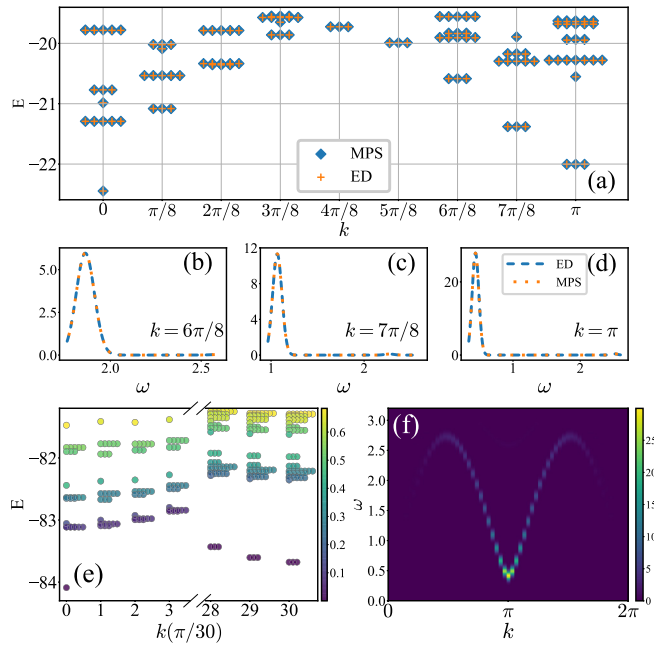 E
−20
−21
−22
MPS
ED
(a)
0
π/8
2π/8
3π/8
4π/8
5π/8
6π/8
7π/8
π
k
5.0
2.5
0.0
(b)
k = 6π/8
2.0
2.5
ω
12
8
4
0
(c)
k = 7π/8
1
2
ω
20
0
(d)
ED
MPS
k = π
1
2
ω
E
−82
−83
−84
(e)
0
1
2
3
28
29
30
k(π/30)
0.6
0.5
0.4
0.3
0.2
0.1
(f)
ω
3.0
2.5
2.0
1.5
1.0
0.5
0.0
0
π
2π
k
25
20
15
10
5
0